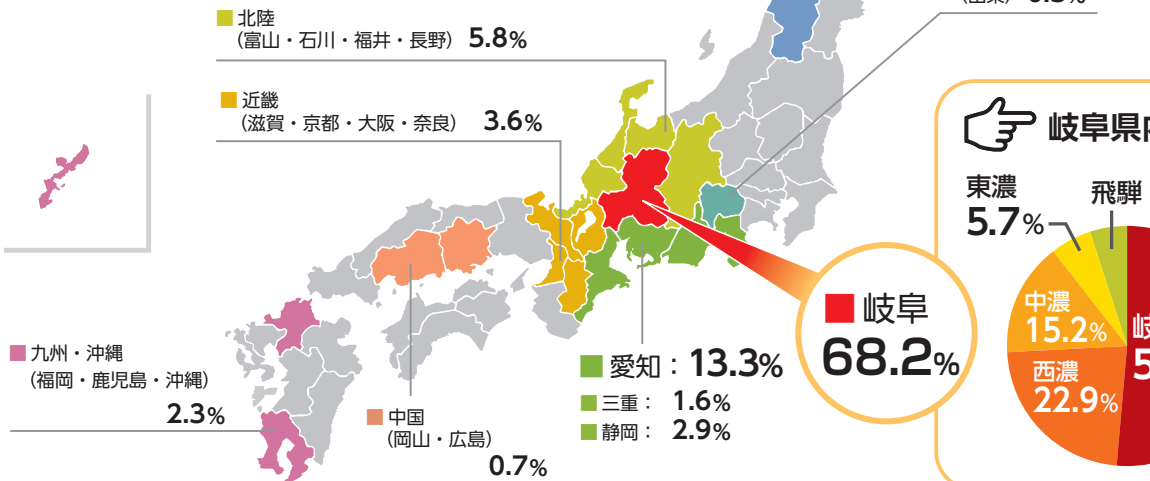 北陸
（富山・石川・福井・長野） 5.8%
近畿
（滋賀・京都・大阪・奈良） 3.6%
九州・沖縄
（福岡・鹿児島・沖縄）
2.3%
中国
（岡山・広島）
0.7%
愛知：13.3%
三重： 1.6%
静岡： 2.9%
岐阜
68.2%
岐阜県内
東濃
5.7%
飛騨
中濃
15.2%
西濃
22.9%